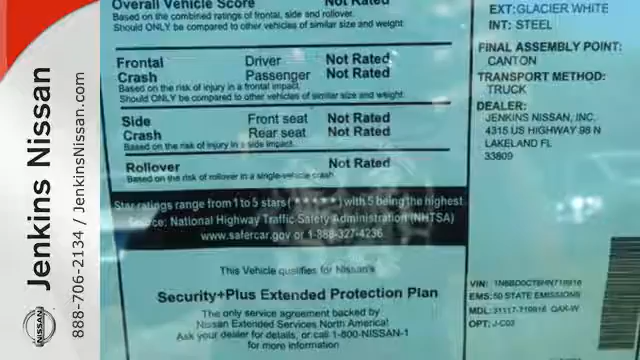 Jenkins Nissan
888-706-2134 / JenkinsNissan.com
NISSAN
Overall Vehicle Score Not Rated
Based on the combined ratings of frontal, side and rollover.
Should ONLY be compared to other vehicles of similar size and weight
Frontal Driver Not Rated
Crash Passenger Not Rated
Based on the risk of injury in a frontal impact.
Should ONLY be compared to other vehicles of similar size and weight.
Side Front seat Not Rated
Crash Rear seat Not Rated
Based on the risk of injury in a side impact.
Rollover Not Rated
Based on the risk of rollover in a single-vehicle crash.
Star ratings range from 1 to 5 stars (*****) with 5 being the highest
Source: National Highway Traffic Safety Administration (NHTSA)
www.safercar.gov or 1-888-327-4236
This Vehicle qualifies for Nissan's
Security+Plus Extended Protection Plan
The only service agreement backed by
Nissan Extended Services North America!
Ask your dealer for details, or call 1-800-NISSAN-1
for more information
EXT: GLACIER WHITE
INT: STEEL
FINAL ASSEMBLY POINT:
CANTON
TRANSPORT METHOD:
TRUCK
DEALER:
JENKINS NISSAN, INC.
4315 US HIGHWAY 98 N
LAKELAND FL
33809
VIN:
EMS: 50 STATE EMISSIONS
MDL: 31117-719916 QAK-W
OPT: J-C03